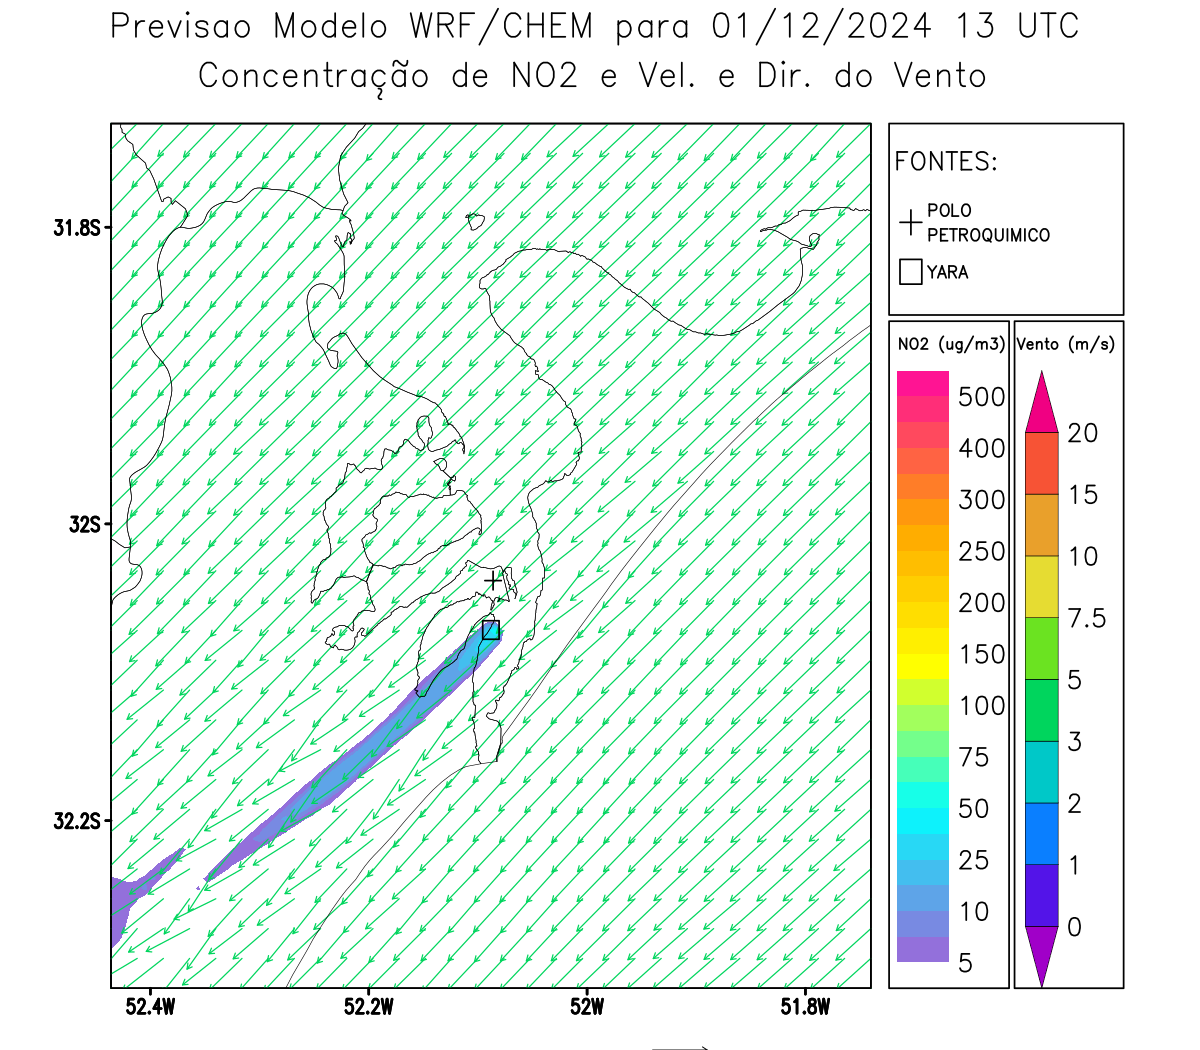 Previsao Modelo WRF/CHEM para 01/12/2024 13 UTC
Concentração de NO2 e Vel. e Dir. do Vento
FONTES:
POLO
PETROQUIMICO
YARA
NO2 (ug/m3)
500
400
300
250
200
150
100
75
50
25
10
5
Vento (m/s)
20
15
10
7.5
5
3
2
1
0
31.8S
32S
32.2S
52.4W
52.2W
52W
51.8W